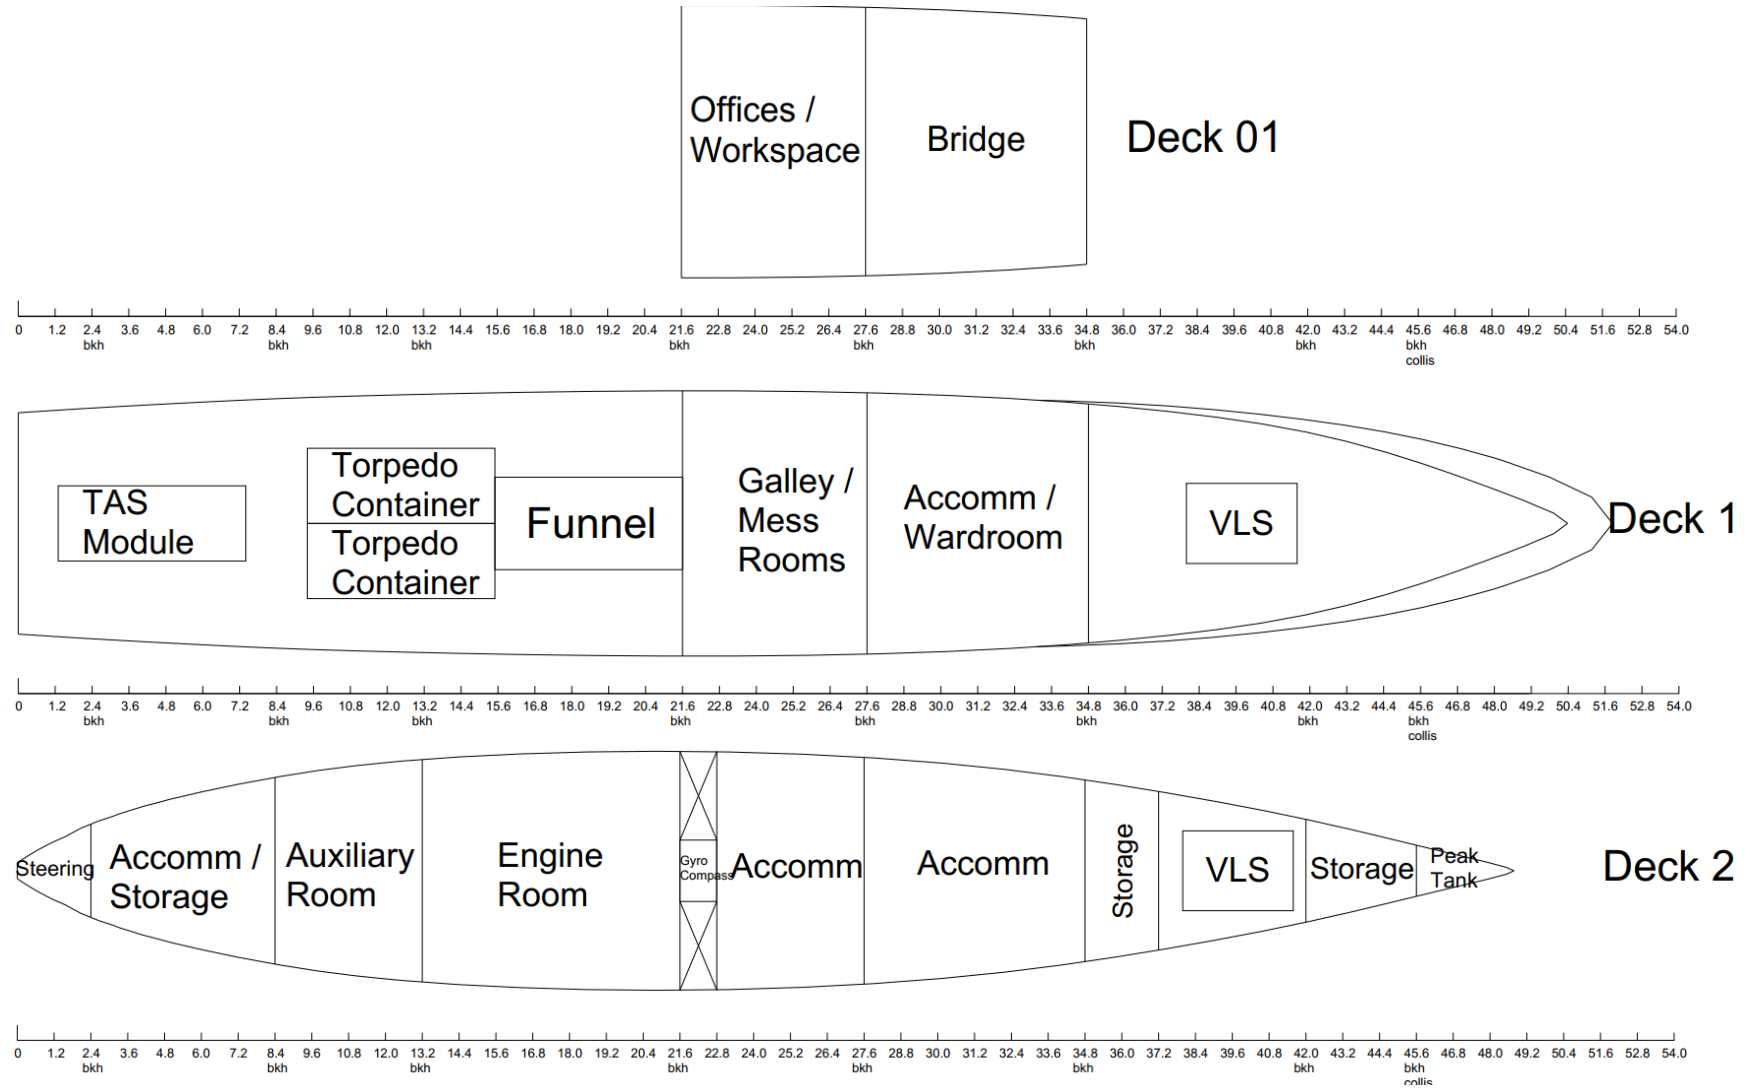 Offices /
Workspace
Bridge
Deck 01
0 1.2 2.4 3.6 4.8 6.0 7.2 8.4 9.6 10.8 12.0 13.2 14.4 15.6 16.8 18.0 19.2 20.4 21.6 22.8 24.0 25.2 26.4 27.6 28.8 30.0 31.2 32.4 33.6 34.8 36.0 37.2 38.4 39.6 40.8 42.0 43.2 44.4 45.6 46.8 48.0 49.2 50.4 51.6 52.8 54.0
bkh bkh bkh bkh bkh bkh bkh bkh
collis
TAS
Module
Torpedo
Container
Torpedo
Container
Funnel
Galley /
Mess
Rooms
Accomm /
Wardroom
VLS
Deck 1
0 1.2 2.4 3.6 4.8 6.0 7.2 8.4 9.6 10.8 12.0 13.2 14.4 15.6 16.8 18.0 19.2 20.4 21.6 22.8 24.0 25.2 26.4 27.6 28.8 30.0 31.2 32.4 33.6 34.8 36.0 37.2 38.4 39.6 40.8 42.0 43.2 44.4 45.6 46.8 48.0 49.2 50.4 51.6 52.8 54.0
bkh bkh bkh bkh bkh bkh bkh bkh
collis
Steering
Accomm /
Storage
Auxiliary
Room
Engine
Room
Gyro
Compass
Accomm
Accomm
Storage
VLS
Storage
Peak
Tank
Deck 2
0 1.2 2.4 3.6 4.8 6.0 7.2 8.4 9.6 10.8 12.0 13.2 14.4 15.6 16.8 18.0 19.2 20.4 21.6 22.8 24.0 25.2 26.4 27.6 28.8 30.0 31.2 32.4 33.6 34.8 36.0 37.2 38.4 39.6 40.8 42.0 43.2 44.4 45.6 46.8 48.0 49.2 50.4 51.6 52.8 54.0
bkh bkh bkh bkh bkh bkh bkh bkh
collis